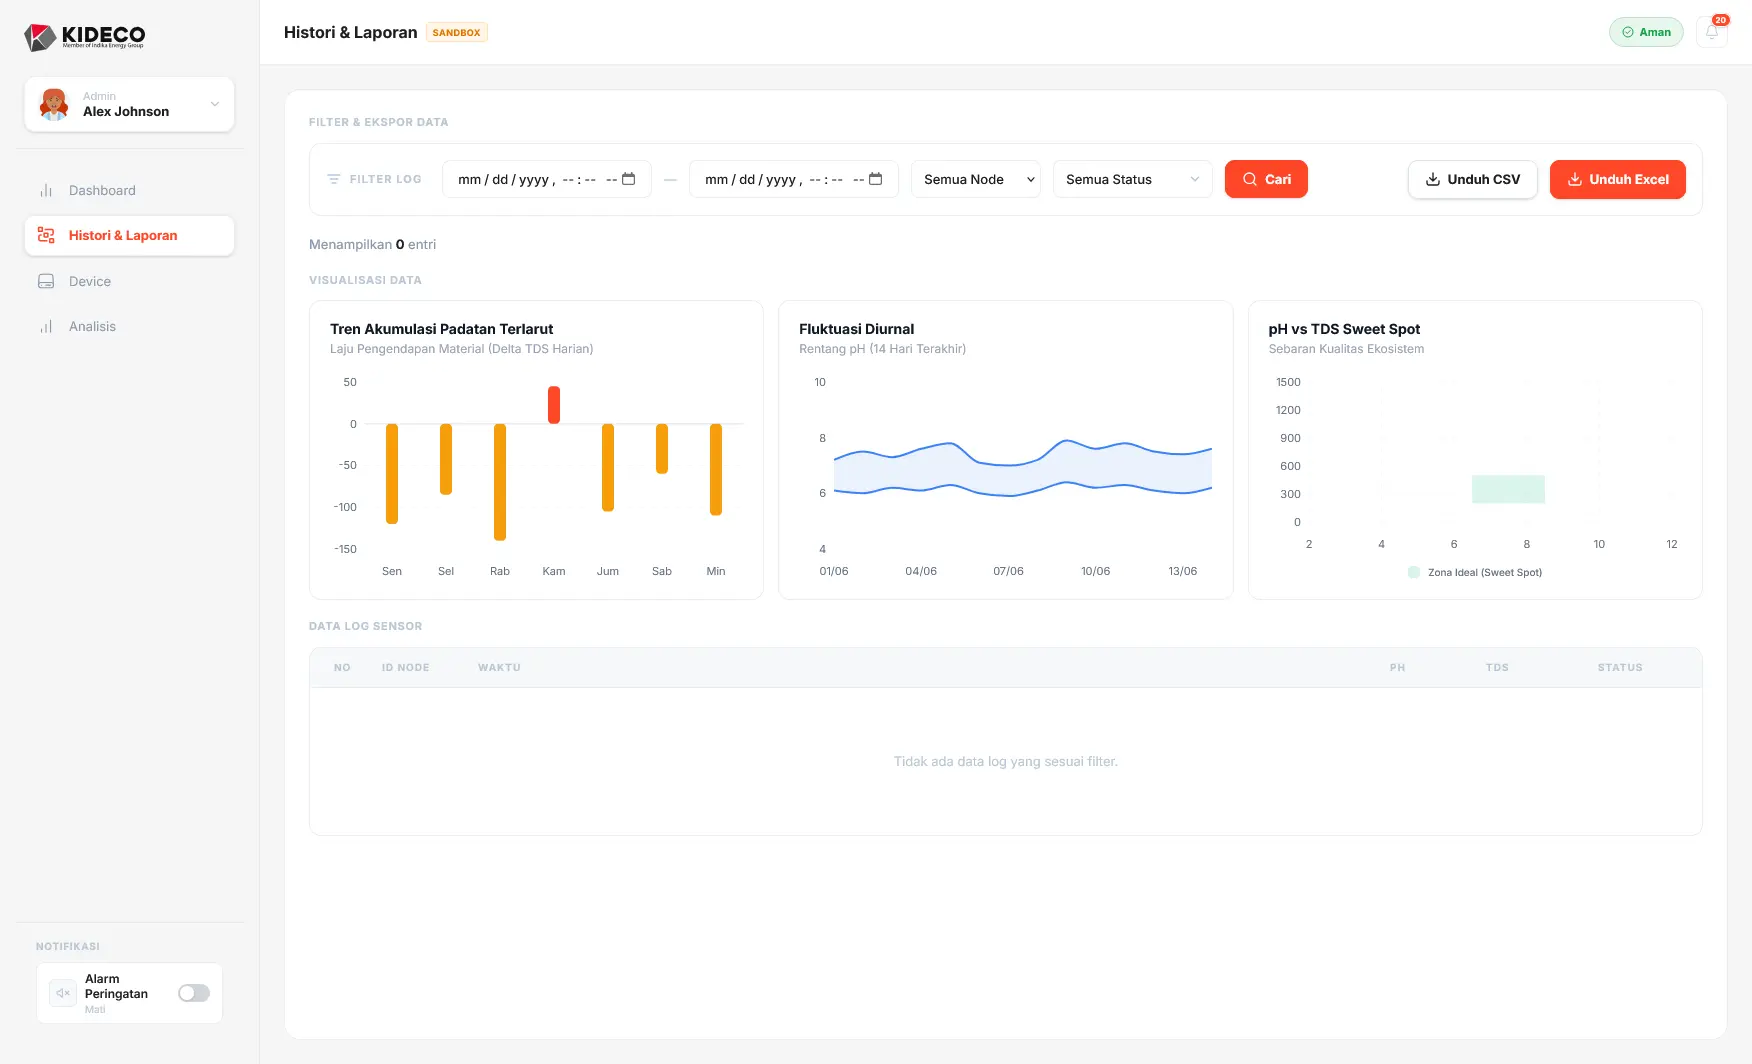 KIDECO
Member of Indika Energy Group
Admin
Alex Johnson
Dashboard
Histori & Laporan
Device
Analisis
NOTIFIKASI
Alarm
Peringatan
Mati
Histori & Laporan
SANDBOX
Aman
20
FILTER & EKSPOR DATA
FILTER LOG
mm/dd/yyyy, --:-- --
—
mm/dd/yyyy, --:-- --
Semua Node
Semua Status
Cari
Unduh CSV
Unduh Excel
Menampilkan 0 entri
VISUALISASI DATA
Tren Akumulasi Padatan Terlarut
Laju Pengendapan Material (Delta TDS Harian)
50
0
-50
-100
-150
Sen Sel Rab Kam Jum Sab Min
Fluktuasi Diurnal
Rentang pH (14 Hari Terakhir)
10
8
6
4
01/06 04/06 07/06 10/06 13/06
pH vs TDS Sweet Spot
Sebaran Kualitas Ekosistem
1500
1200
900
600
300
0
2 4 6 8 10 12
Zona Ideal (Sweet Spot)
DATA LOG SENSOR
NO ID NODE WAKTU PH TDS STATUS
Tidak ada data log yang sesuai filter.